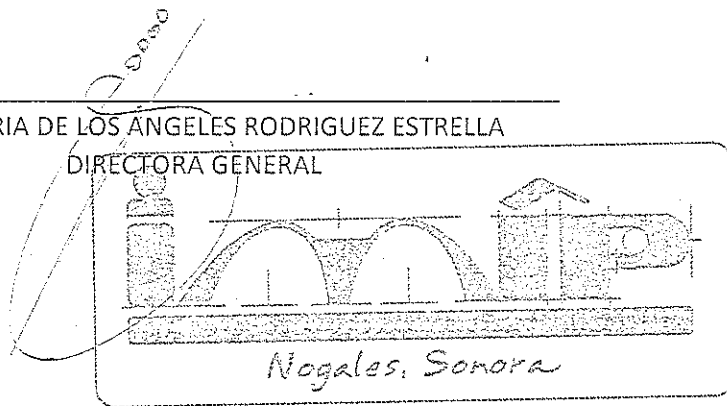 RIA DE LOS ANGELES RODRIGUEZ ESTRELLA
DIRECTORA GENERAL
Nogales, Sonora